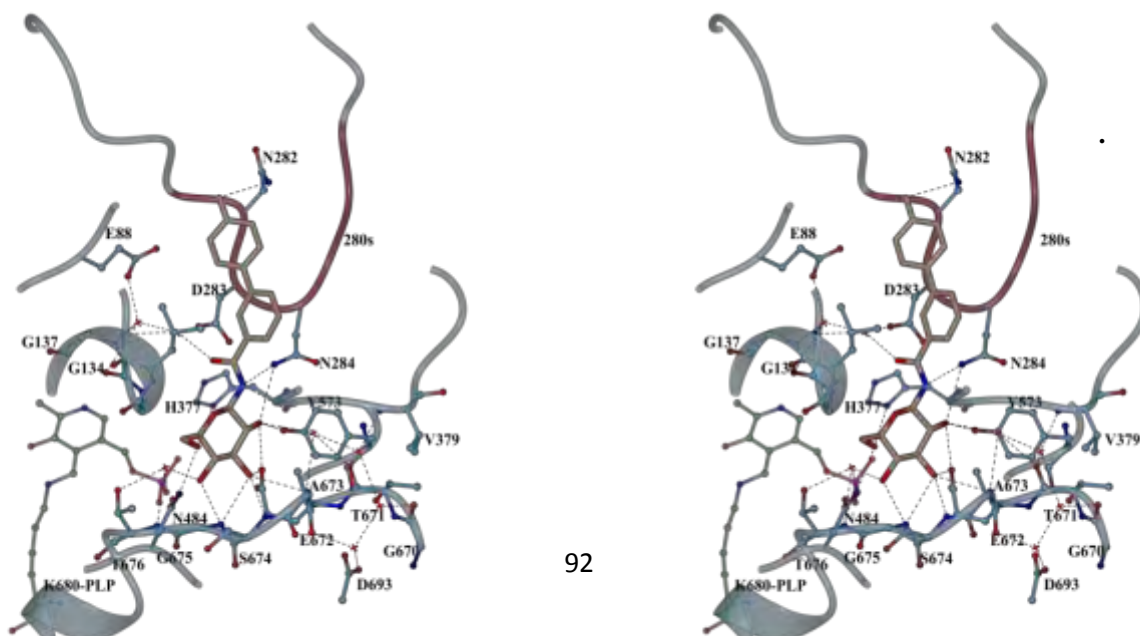 N282
E88
280s
D283
G137
G134
N284
H377
Y573
V379
A673
N484
T671
E672
G675
S674
G670
T676
K680-PLP
D693
92
N282
E88
280s
D283
G137
N284
H377
Y573
V379
A673
N484
T671
E672
G675
S674
G670
T676
D693